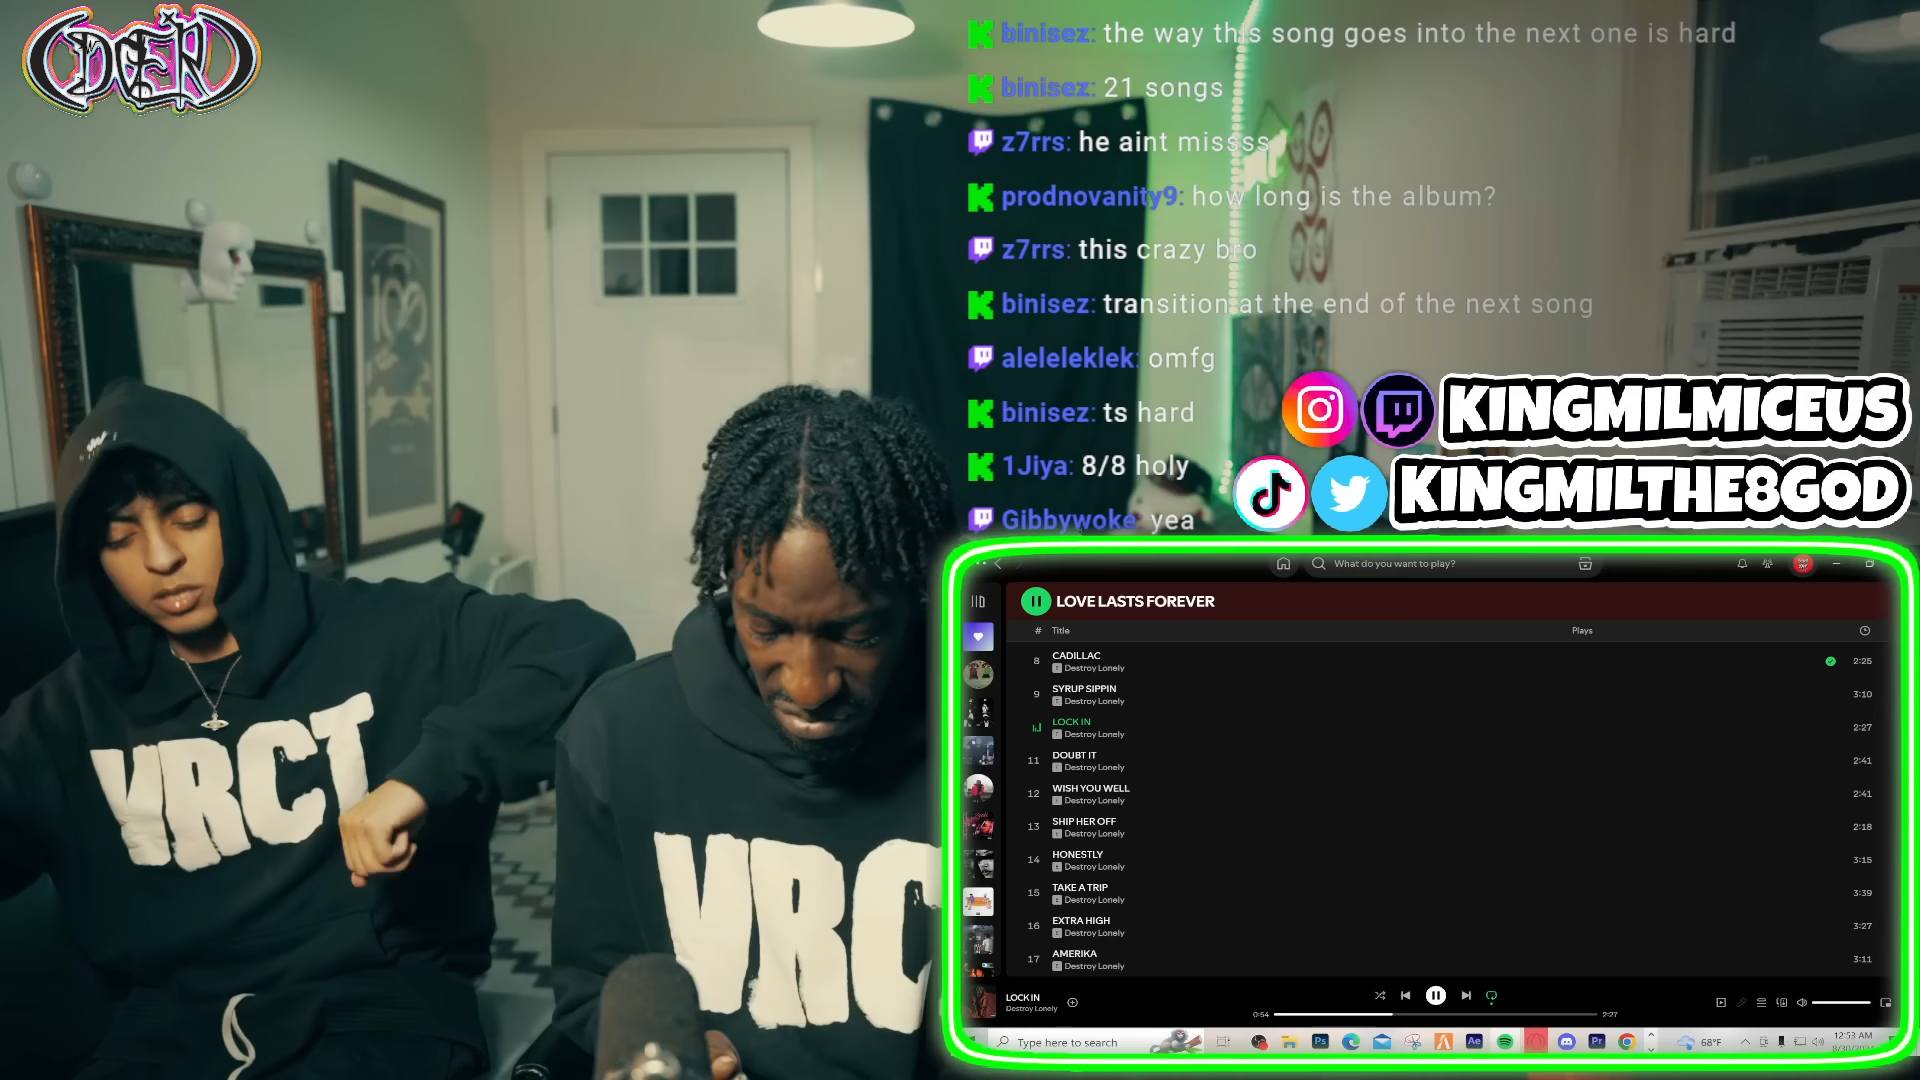 binisez: the way this song goes into the next one is hard
binisez: 21 songs
z7rrs: he aint missss
prodnovanity9: how long is the album?
z7rrs: this crazy bro
binisez: transition at the end of the next song
aleleleklek: omfg
binisez: ts hard
1Jiya: 8/8 holy
Gibbywoke: yea
KINGMILMICEUS
KINGMILTHE8GOD
VRCT
VRC
What do you want to play?
LOVE LASTS FOREVER
# Title Plays
8 CADILLAC 2:25
E Destroy Lonely
9 SYRUP SIPPIN 3:10
E Destroy Lonely
LOCK IN 2:27
E Destroy Lonely
11 DOUBT IT 2:41
E Destroy Lonely
12 WISH YOU WELL 2:41
E Destroy Lonely
13 SHIP HER OFF 2:18
E Destroy Lonely
14 HONESTLY 3:15
E Destroy Lonely
15 TAKE A TRIP 3:39
E Destroy Lonely
16 EXTRA HIGH 3:27
E Destroy Lonely
17 AMERIKA 3:11
E Destroy Lonely
LOCK IN
Destroy Lonely
0:54 2:27
Type here to search
Ps Ae Pr
68°F
12:53 AM